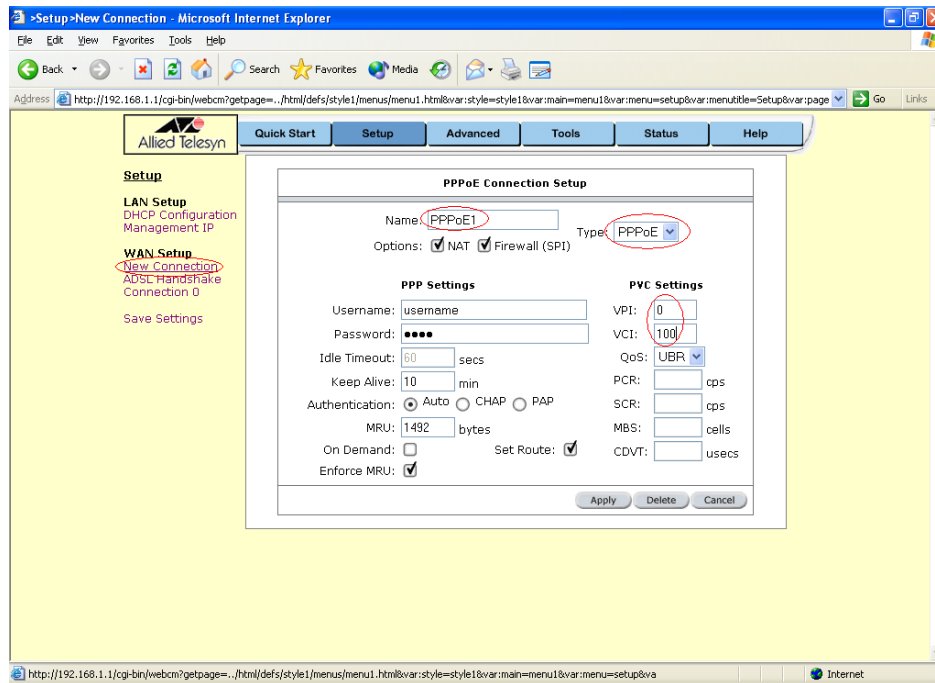 >Setup>New Connection - Microsoft Internet Explorer
File Edit View Favorites Tools Help
Back Search Favorites Media
Address http://192.168.1.1/cgi-bin/webcm?getpage=../html/defs/style1/menus/menu1.html&var:style=style1&var:main=menu1&var:menu=setup&var:menutitle=Setup&var:page Go Links
Allied Telesyn
Quick Start Setup Advanced Tools Status Help
Setup
LAN Setup
DHCP Configuration
Management IP
WAN Setup
New Connection
ADSL Handshake
Connection 0
Save Settings
PPPoE Connection Setup
Name: PPPoE1
Type: PPPoE
Options: NAT Firewall (SPI)
PPP Settings
Username: username
Password: ●●●●
Idle Timeout: 60 secs
Keep Alive: 10 min
Authentication: Auto CHAP PAP
MRU: 1492 bytes
On Demand: Set Route:
Enforce MRU:
PVC Settings
VPI: 0
VCI: 100
QoS: UBR
PCR: cps
SCR: cps
MBS: cells
CDVT: usecs
Apply Delete Cancel
http://192.168.1.1/cgi-bin/webcm?getpage=../html/defs/style1/menus/menu1.html&var:style=style1&var:main=menu1&var:menu=setup&va
Internet